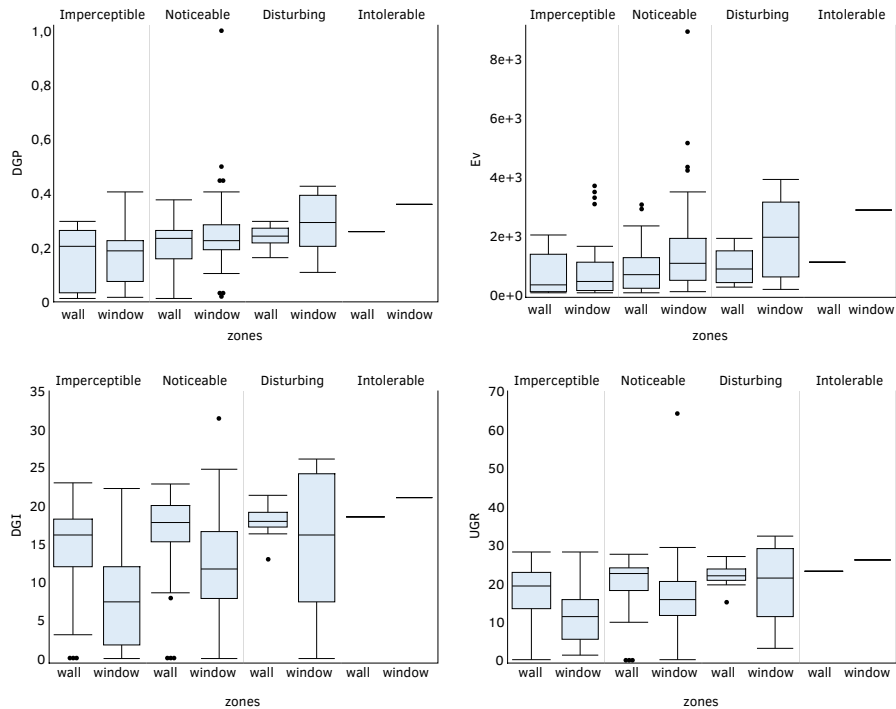 Imperceptible Noticeable Disturbing Intolerable
1,0
0,8
0,6
0,4
0,2
0
DGP
wall window wall window wall window wall window
zones
Imperceptible Noticeable Disturbing Intolerable
8e+3
6e+3
4e+3
2e+3
0e+0
Ev
wall window wall window wall window wall window
zones
Imperceptible Noticeable Disturbing Intolerable
35
30
25
20
15
10
5
0
DGI
wall window wall window wall window wall window
zones
Imperceptible Noticeable Disturbing Intolerable
70
60
50
40
30
20
10
0
UGR
wall window wall window wall window wall window
zones